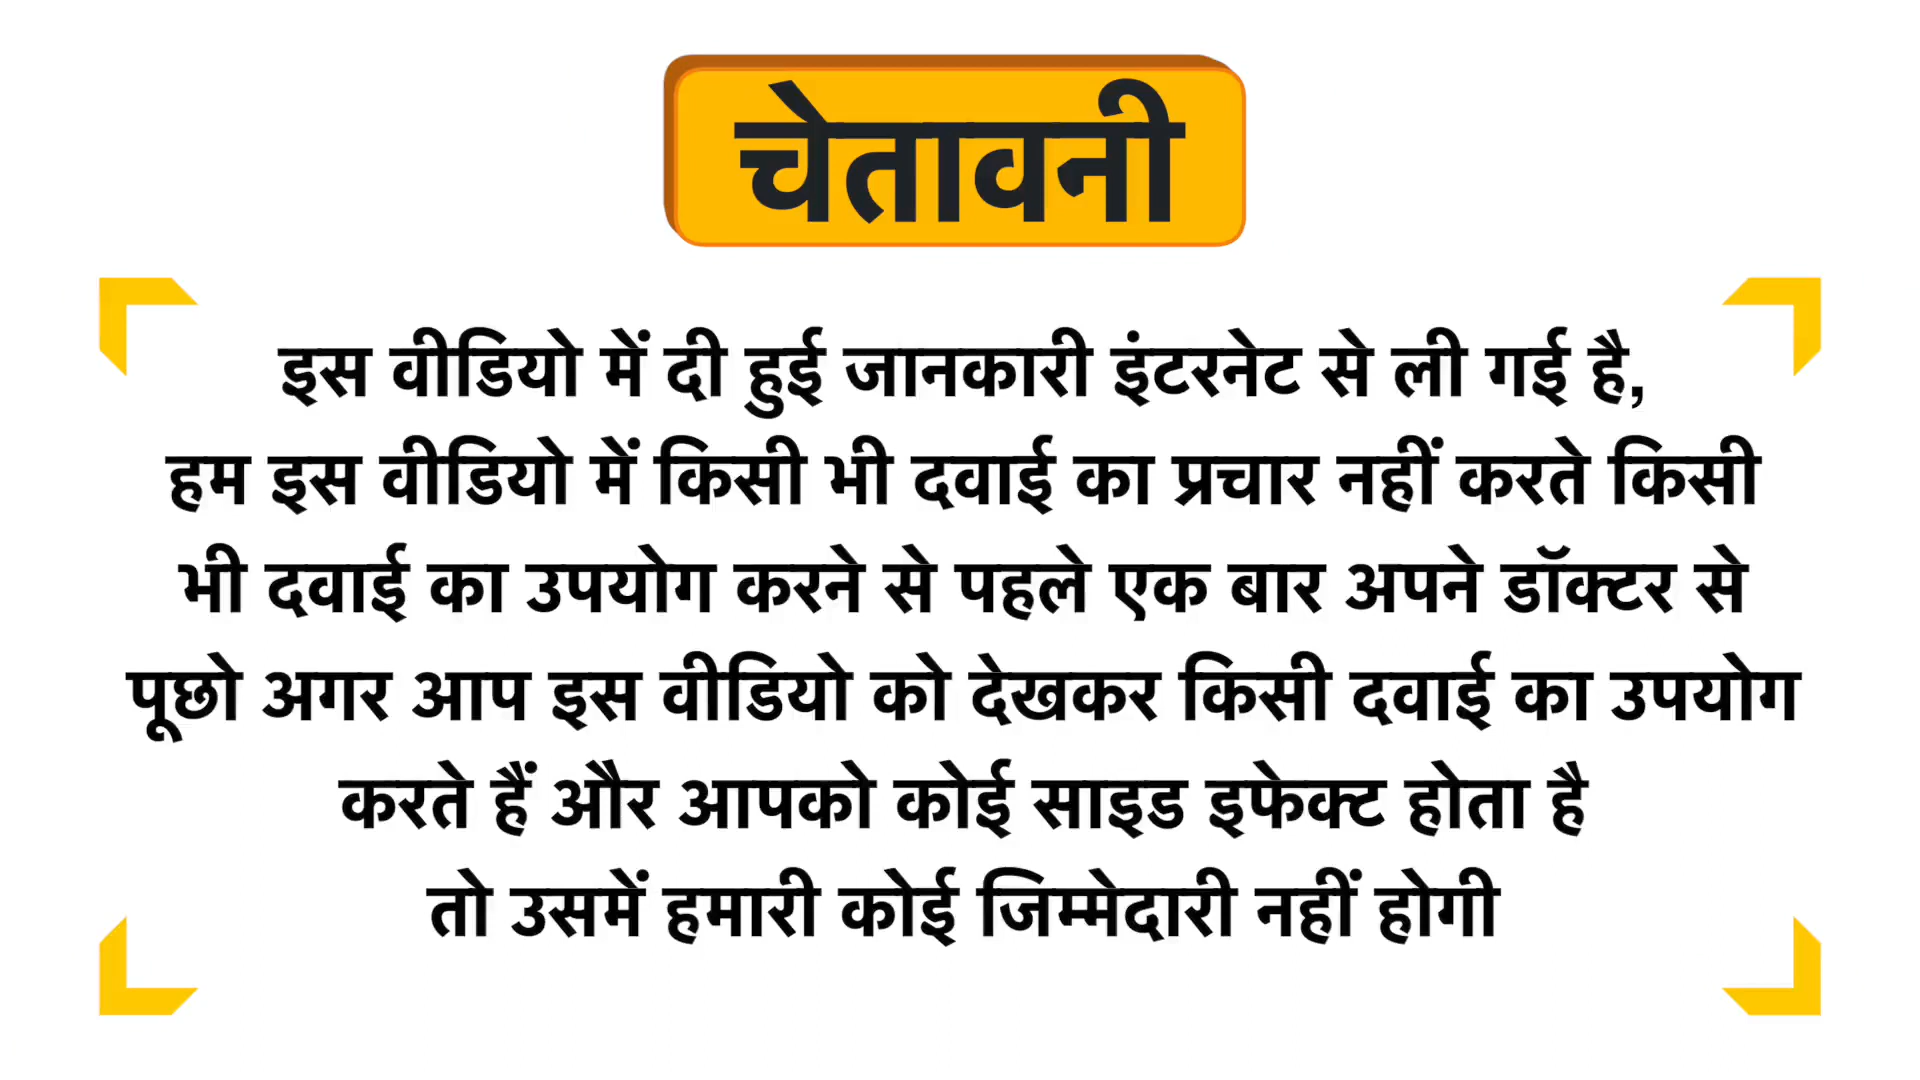 चेतावनी
इस वीडियो में दी हुई जानकारी इंटरनेट से ली गई है,
हम इस वीडियो में किसी भी दवाई का प्रचार नहीं करते किसी
भी दवाई का उपयोग करने से पहले एक बार अपने डॉक्टर से
पूछो अगर आप इस वीडियो को देखकर किसी दवाई का उपयोग
करते हैं और आपको कोई साइड इफेक्ट होता है
तो उसमें हमारी कोई जिम्मेदारी नहीं होगी